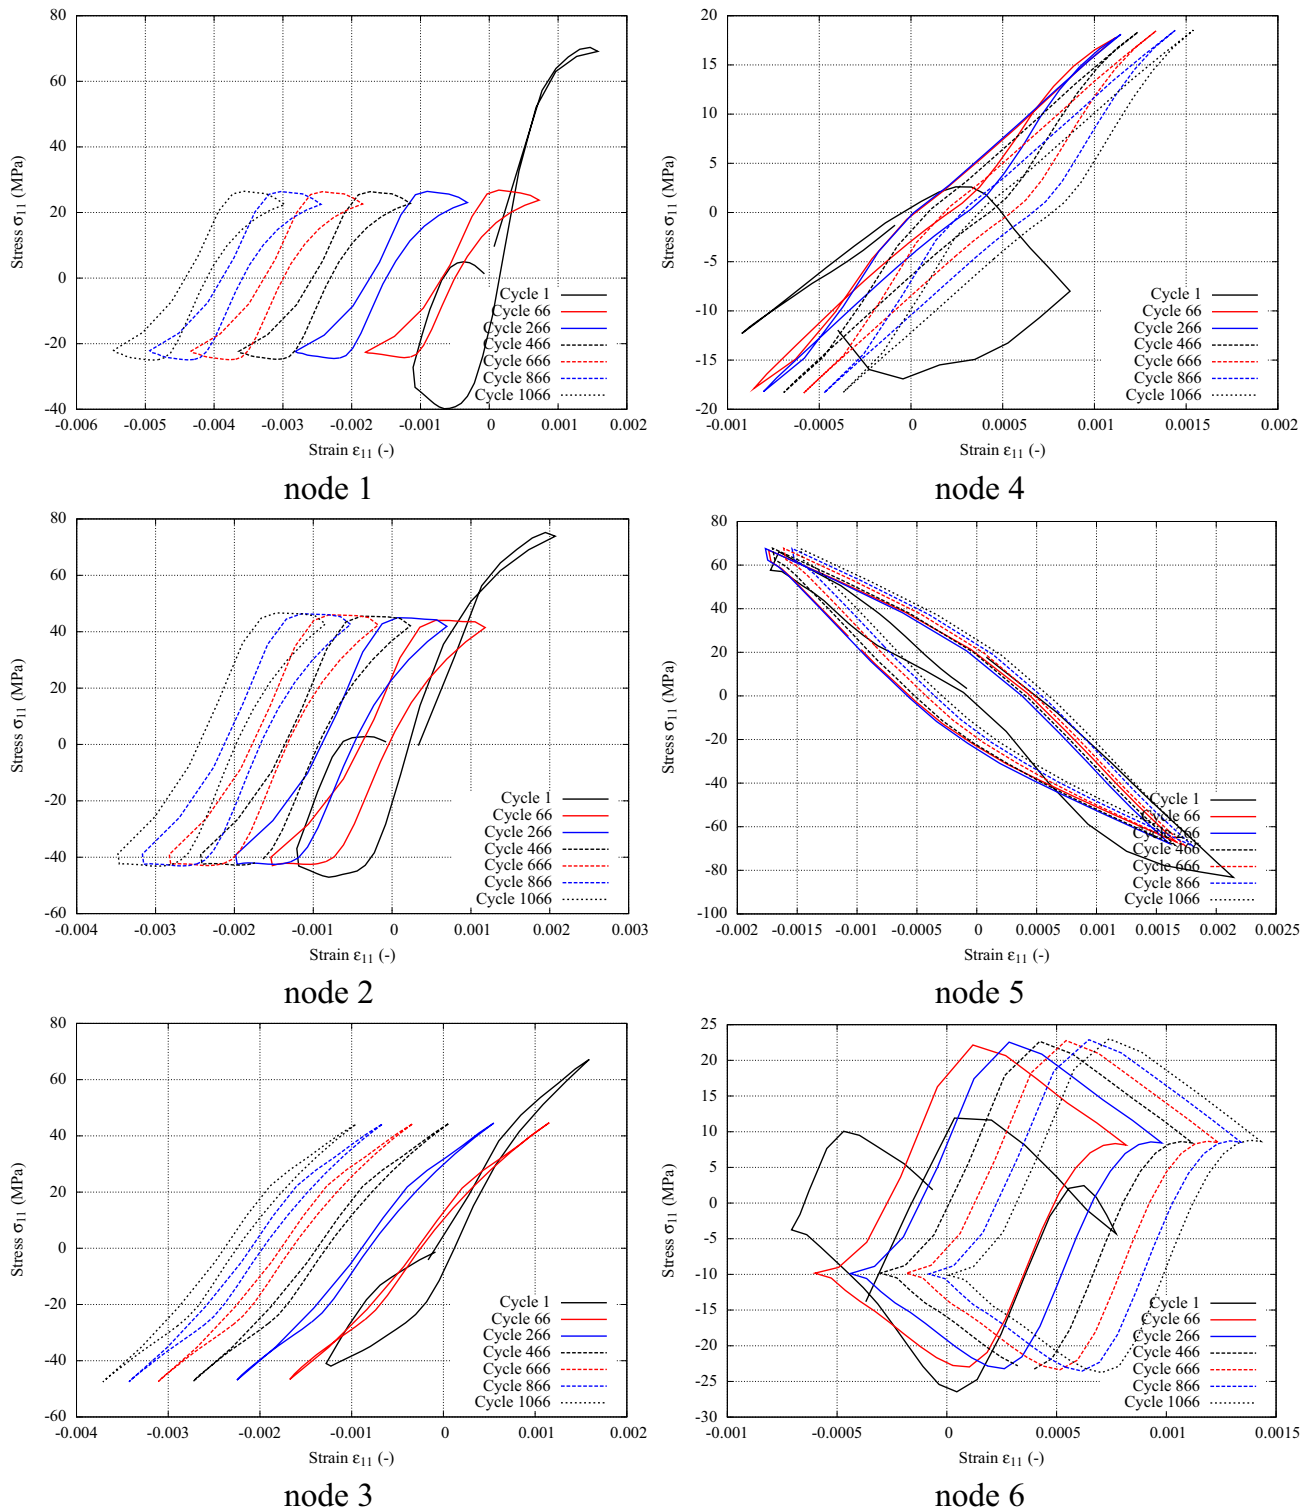 80
60
40
20
0
-20
-40
-0.006
-0.005
-0.004
-0.003
-0.002
-0.001
0
0.001
0.002
Stress σ11 (MPa)
Strain ε11 (-)
Cycle 1
Cycle 66
Cycle 266
Cycle 466
Cycle 666
Cycle 866
Cycle 1066
node 1
20
15
10
5
0
-5
-10
-15
-20
-0.001
-0.0005
0
0.0005
0.001
0.0015
0.002
Stress σ11 (MPa)
Strain ε11 (-)
Cycle 1
Cycle 66
Cycle 266
Cycle 466
Cycle 666
Cycle 866
Cycle 1066
node 4
80
60
40
20
0
-20
-40
-60
-0.004
-0.003
-0.002
-0.001
0
0.001
0.002
0.003
Stress σ11 (MPa)
Strain ε11 (-)
Cycle 1
Cycle 66
Cycle 266
Cycle 466
Cycle 666
Cycle 866
Cycle 1066
node 2
80
60
40
20
0
-20
-40
-60
-80
-100
-0.002
-0.0015
-0.001
-0.0005
0
0.0005
0.001
0.0015
0.002
0.0025
Stress σ11 (MPa)
Strain ε11 (-)
Cycle 1
Cycle 66
Cycle 266
Cycle 466
Cycle 666
Cycle 866
Cycle 1066
node 5
80
60
40
20
0
-20
-40
-60
-0.004
-0.003
-0.002
-0.001
0
0.001
0.002
Stress σ11 (MPa)
Strain ε11 (-)
Cycle 1
Cycle 66
Cycle 266
Cycle 466
Cycle 666
Cycle 866
Cycle 1066
node 3
25
20
15
10
5
0
-5
-10
-15
-20
-25
-30
-0.001
-0.0005
0
0.0005
0.001
0.0015
Stress σ11 (MPa)
Strain ε11 (-)
Cycle 1
Cycle 66
Cycle 266
Cycle 466
Cycle 666
Cycle 866
Cycle 1066
node 6